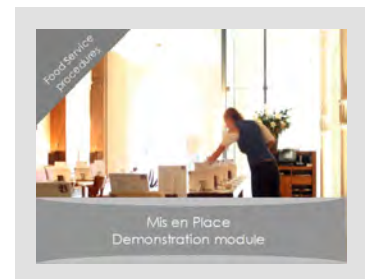 Food Service
procedures
Mis en Place
Demonstration module